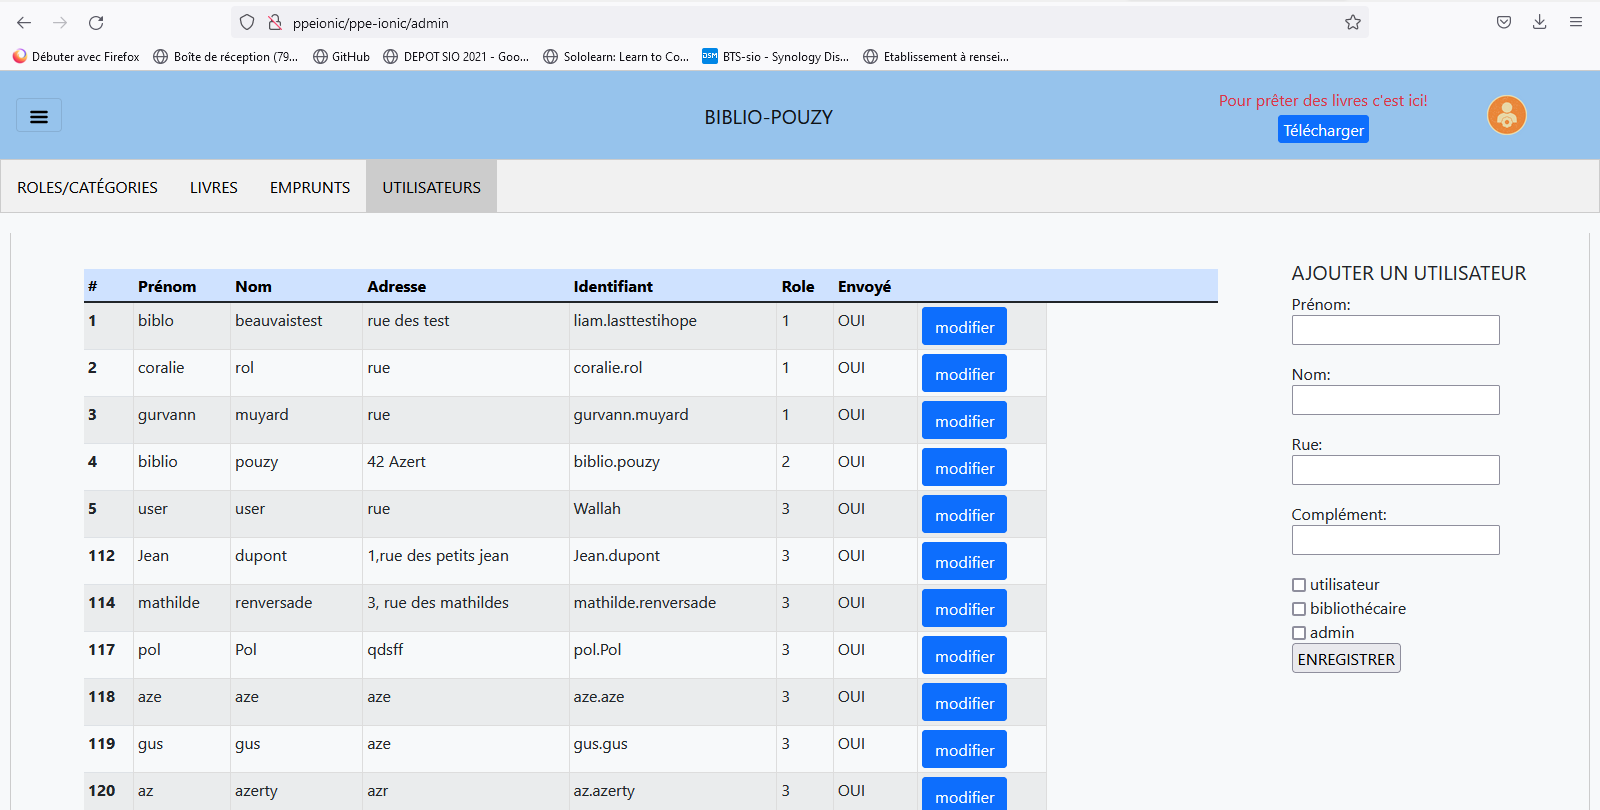 ppeionic/ppe-ionic/admin
Débuter avec Firefox Boîte de réception (79... GitHub DEPOT SIO 2021 - Goo... Sololearn: Learn to Co... DSM BTS-sio - Synology Dis... Etablissement à rensei...
Pour prêter des livres c'est ici!
BIBLIO-POUZY
Télécharger
ROLES/CATÉGORIES LIVRES EMPRUNTS UTILISATEURS
# Prénom Nom Adresse Identifiant Role Envoyé
1 biblo beauvaistest rue des test liam.lasttestihope 1 OUI modifier
2 coralie rol rue coralie.rol 1 OUI modifier
3 gurvann muyard rue gurvann.muyard 1 OUI modifier
4 biblio pouzy 42 Azert biblio.pouzy 2 OUI modifier
5 user user rue Wallah 3 OUI modifier
112 Jean dupont 1,rue des petits jean Jean.dupont 3 OUI modifier
114 mathilde renversade 3, rue des mathildes mathilde.renversade 3 OUI modifier
117 pol Pol qdsff pol.Pol 3 OUI modifier
118 aze aze aze aze.aze 3 OUI modifier
119 gus gus aze gus.gus 3 OUI modifier
120 az azerty azr az.azerty 3 OUI modifier
AJOUTER UN UTILISATEUR
Prénom:
Nom:
Rue:
Complément:
utilisateur
bibliothécaire
admin
ENREGISTRER